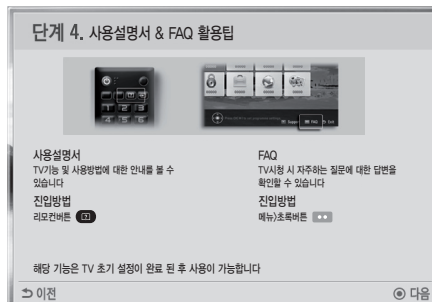 단계 4. 사용설명서 & FAQ 활용팁
1 2 3
4 5 6
FAQ Exit
사용설명서
TV기능 및 사용방법에 대한 안내를 볼 수
있습니다
진입방법
리모컨버튼
FAQ
TV시청 시 자주하는 질문에 대한 답변을
확인할 수 있습니다
진입방법
메뉴>초록버튼
해당 기능은 TV 초기 설정이 완료 된 후 사용이 가능합니다
이전
다음